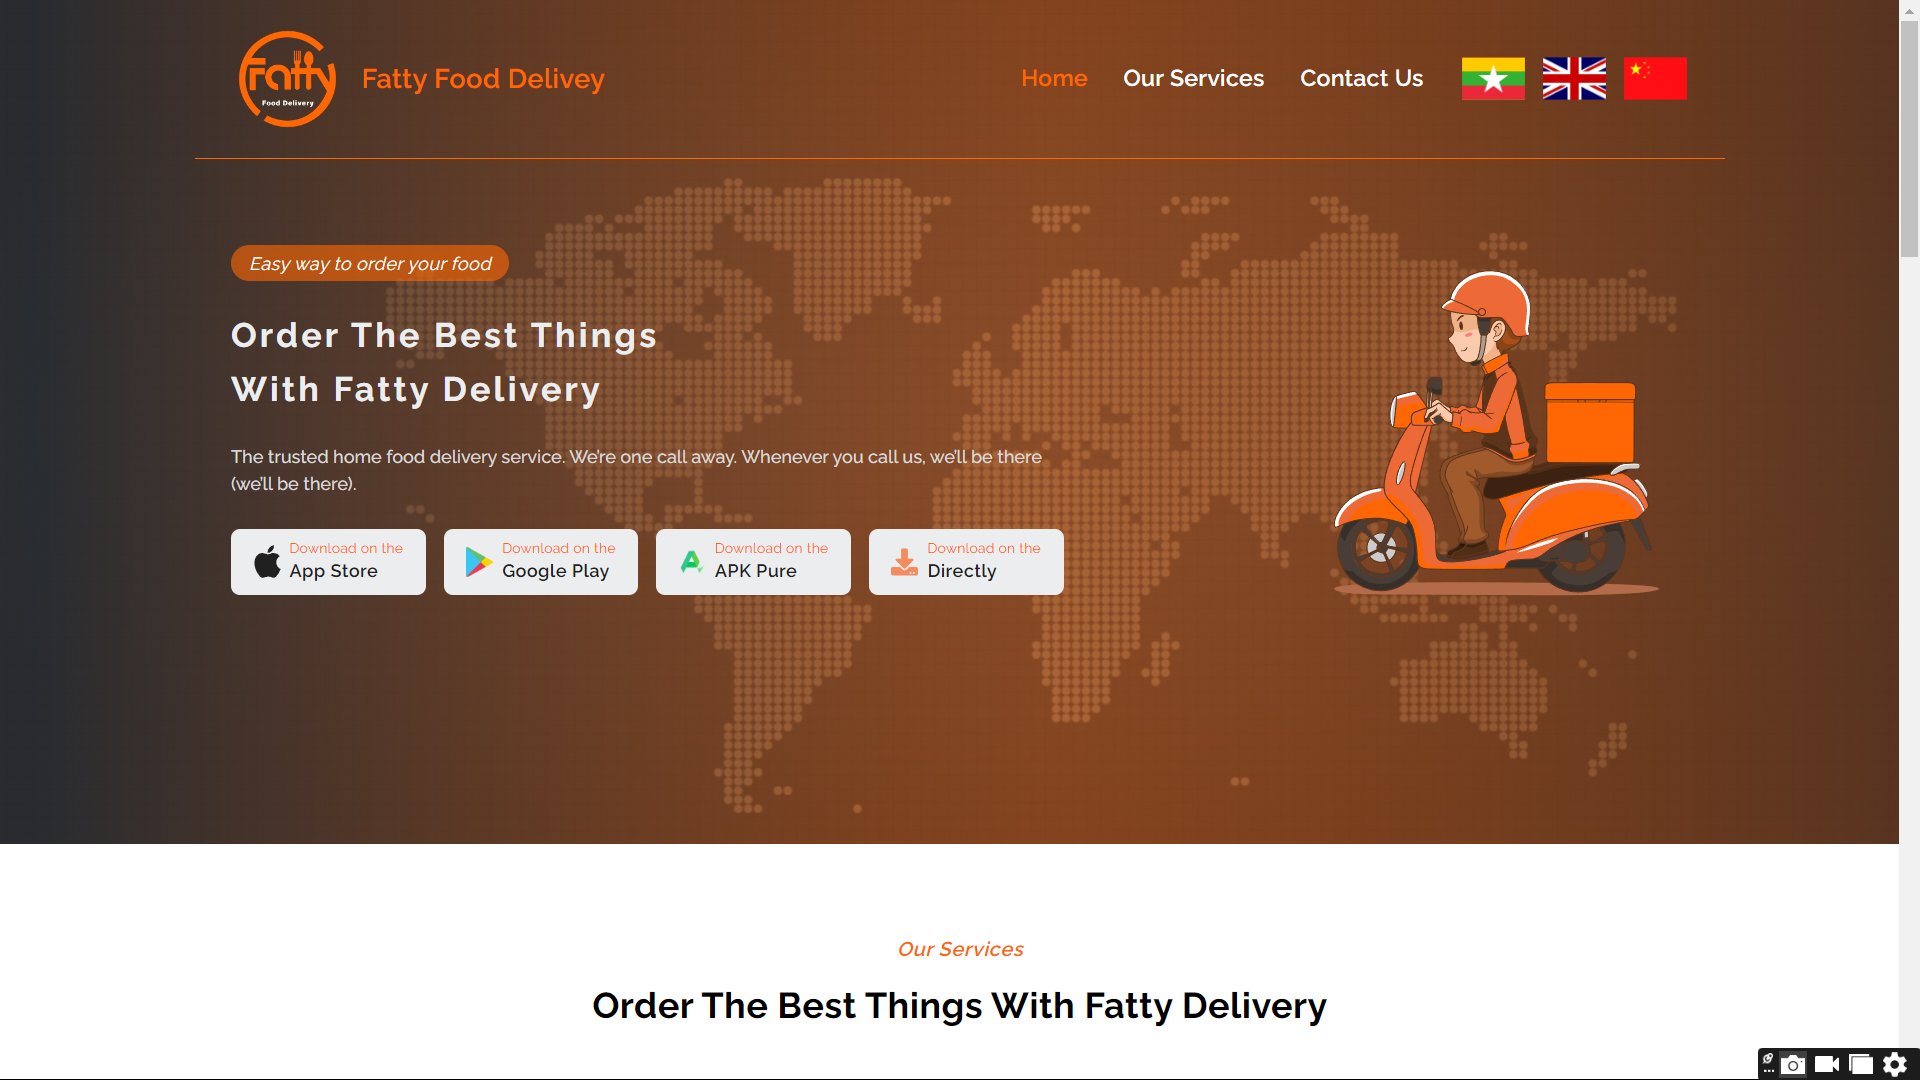 Fatty
Food Delivery
Fatty Food Delivey
Home
Our Services
Contact Us
Easy way to order your food
Order The Best Things
With Fatty Delivery
The trusted home food delivery service. We're one call away. Whenever you call us, we'll be there
(we'll be there).
Download on the
App Store
Download on the
Google Play
Download on the
APK Pure
Download on the
Directly
Our Services
Order The Best Things With Fatty Delivery